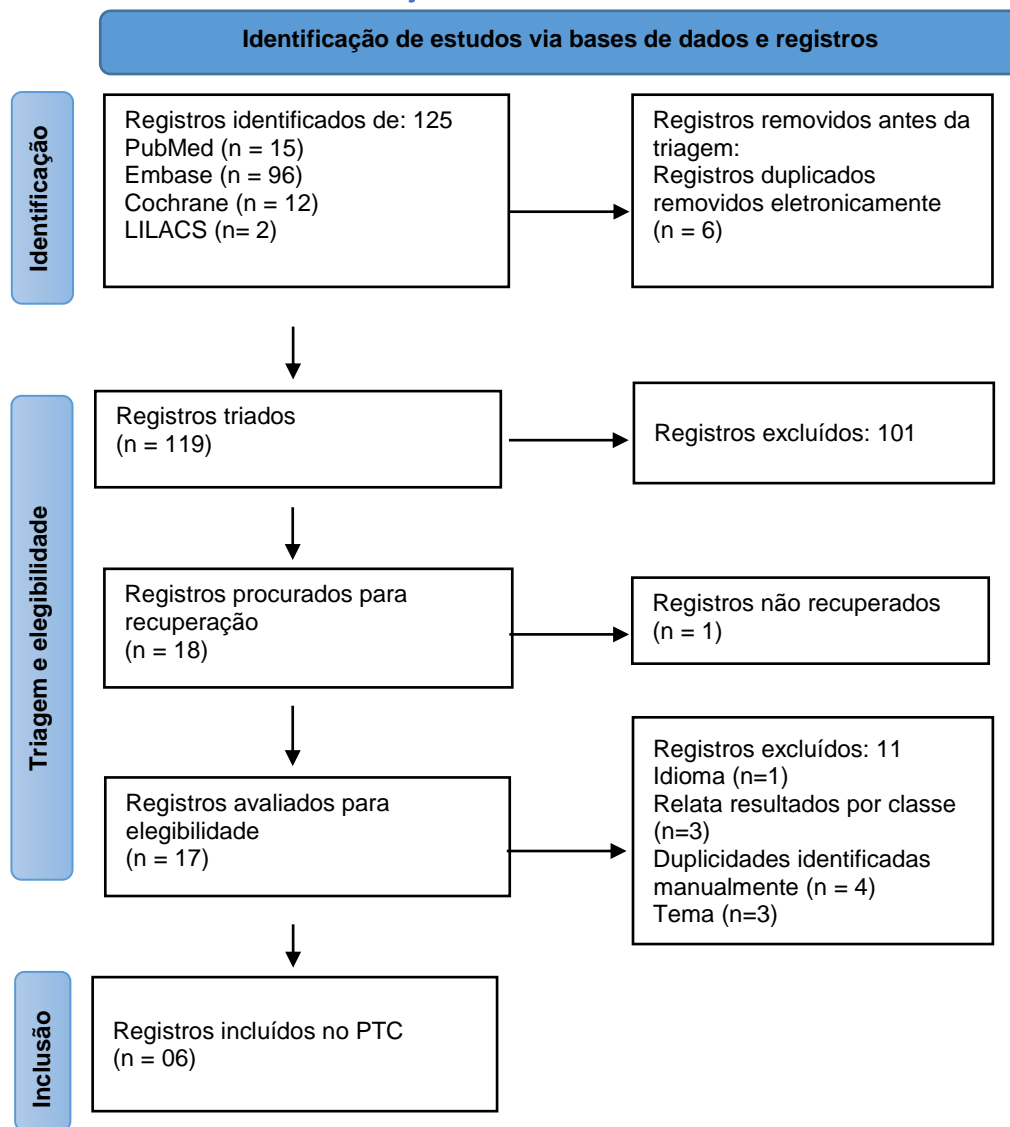 Identificação de estudos via bases de dados e registros
Identificação
Registros identificados de: 125
PubMed (n = 15)
Embase (n = 96)
Cochrane (n = 12)
LILACS (n= 2)
Registros removidos antes da
triagem:
Registros duplicados
removidos eletronicamente
(n = 6)
Triagem e elegibilidade
Registros triados
(n = 119)
Registros excluídos: 101
Registros procurados para
recuperação
(n = 18)
Registros não recuperados
(n = 1)
Registros avaliados para
elegibilidade
(n = 17)
Registros excluídos: 11
Idioma (n=1)
Relata resultados por classe
(n=3)
Duplicidades identificadas
manualmente (n = 4)
Tema (n=3)
Inclusão
Registros incluídos no PTC
(n = 06)